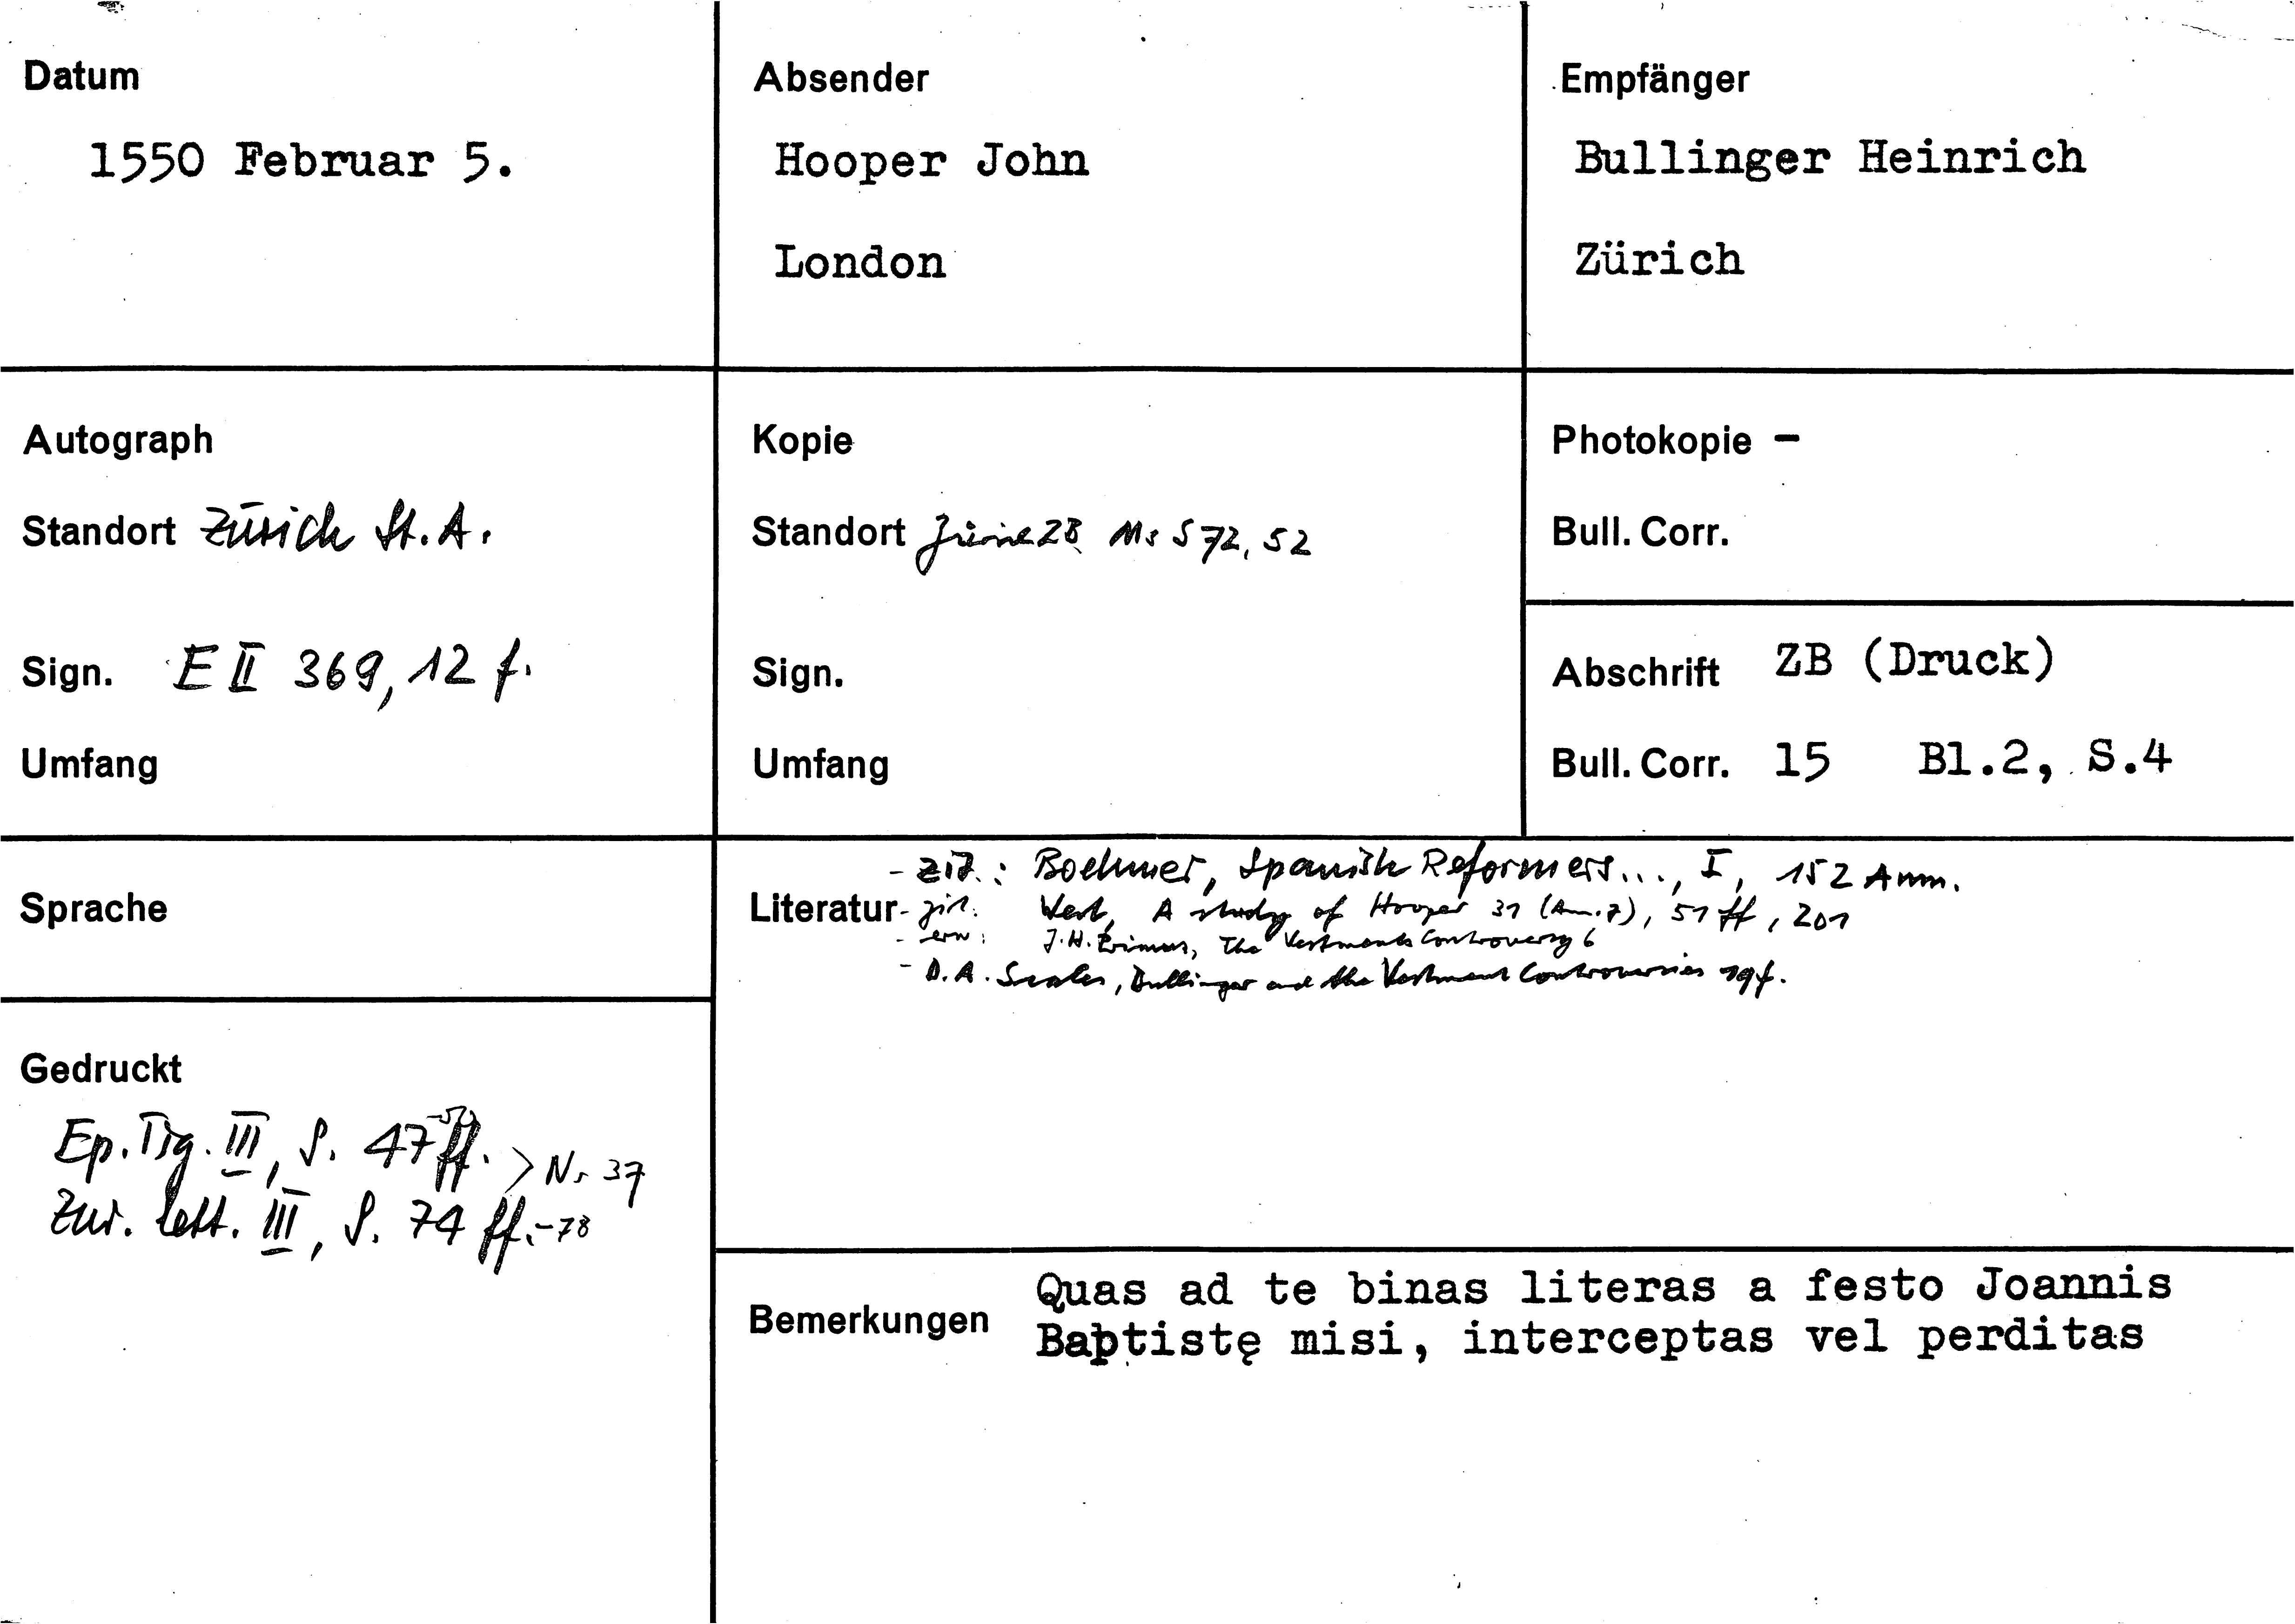 Datum
1550 Februar 5.
Absender
Hooper John
London
Empfänger
Bullinger Heinrich
Zürich
Autograph
Standort Zürich St. A.
Sign. E II 369, 12 f.
Umfang
Kopie
Standort Zürich ZB Ms S 72, 52
Sign.
Umfang
Photokopie –
Bull. Corr.
Abschrift ZB (Druck)
Bull. Corr. 15 Bl.2, S.4
Sprache
Gedruckt
Ep. Tig. III, S. 47 ff. > Nr 37
Zur. lett. III, S. 74 ff. -78
- zit.: Boehmer, Spanish Reformers..., I, 152 Anm.
Literatur - zit. West, A study of Hooper 31 (Anm. 7), 51 ff, 201
- erw: J.H. Primus, The Vestments Controversy 6
- D.A. Scales, Bullinger and the Vestment Controversies 19f.
Bemerkungen
Quas ad te binas literas a festo Joannis
Baptistę misi, interceptas vel perditas